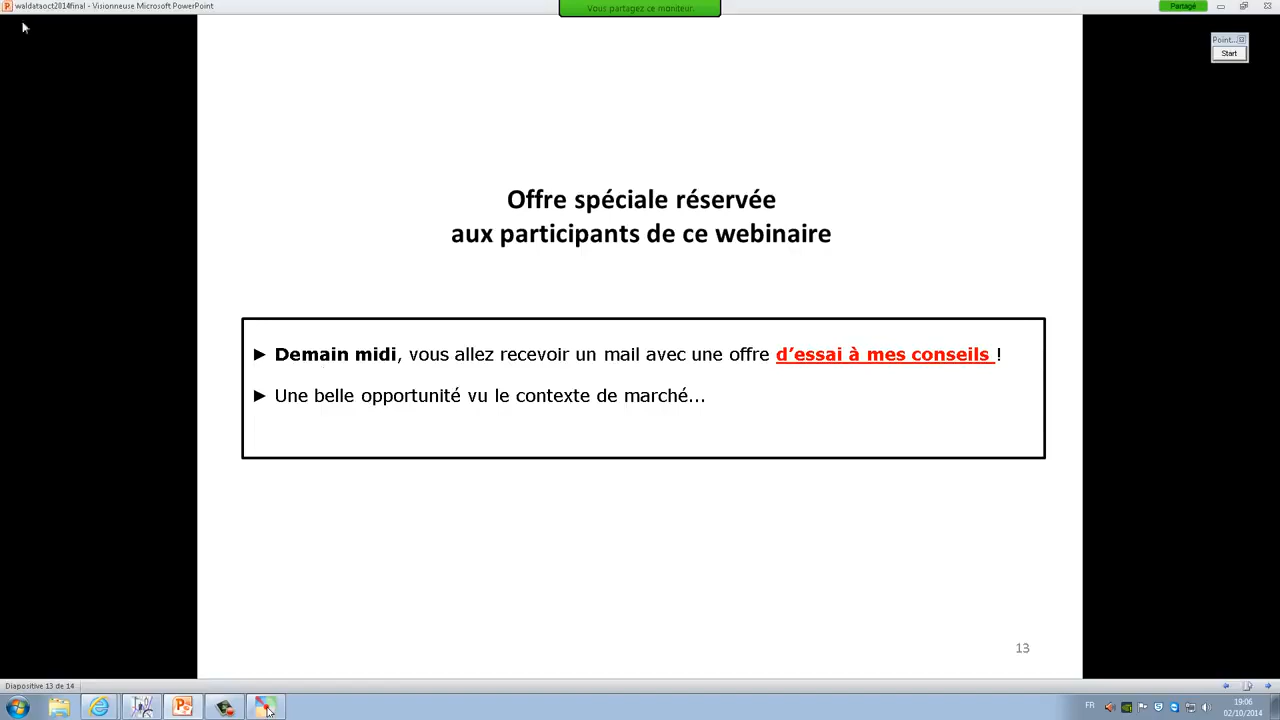 waldataoct2014final - Visionneuse Microsoft PowerPoint
Vous partagez ce moniteur.
Partagé
Point...
Start
Offre spéciale réservée
aux participants de ce webinaire
► Demain midi, vous allez recevoir un mail avec une offre d’essai à mes conseils !
► Une belle opportunité vu le contexte de marché...
13
Diapositive 13 de 14
FR
19:06
02/10/2014